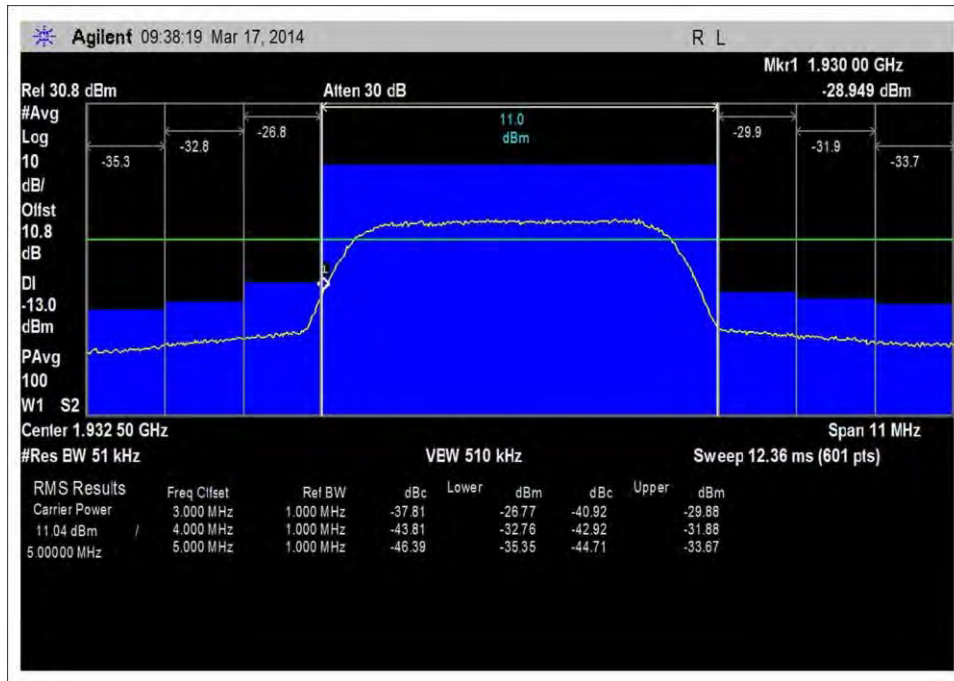 Agilent 09:38:19 Mar 17, 2014 R L
Mkr1 1.930 00 GHz
Ref 30.8 dBm Atten 30 dB -28.949 dBm
#Avg
Log
10
dB/
Offst
10.8
dB
DI
-13.0
dBm
PAvg
100
W1 S2
-35.3
-32.8
-26.8
11.0
dBm
-29.9
-31.9
-33.7
1
Center 1.932 50 GHz Span 11 MHz
#Res BW 51 kHz VBW 510 kHz Sweep 12.36 ms (601 pts)
RMS Results Freq Offset Ref BW dBc Lower dBm dBc Upper dBm
Carrier Power 3.000 MHz 1.000 MHz -37.81 -26.77 -40.92 -29.88
11.04 dBm / 4.000 MHz 1.000 MHz -43.81 -32.76 -42.92 -31.88
5.00000 MHz 5.000 MHz 1.000 MHz -46.39 -35.35 -44.71 -33.67